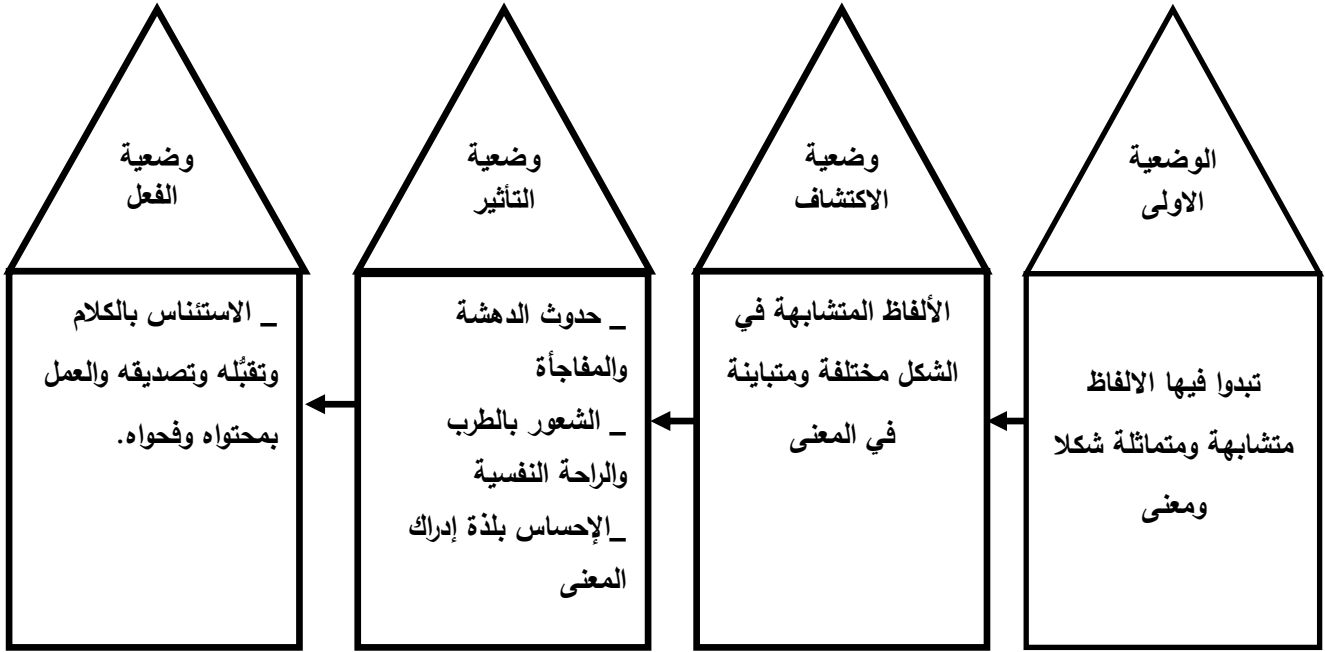 الوضعية
الاولى
تبدوا فيها الالفاظ
متشابهة ومتماثلة شكلا
ومعنى
وضعية
الاكتشاف
الألفاظ المتشابهة في
الشكل مختلفة ومتباينة
في المعنى
وضعية
التأثير
_ حدوث الدهشة
والمفاجأة
_ الشعور بالطرب
والراحة النفسية
_الإحساس بلذة إدراك
المعنى
وضعية
الفعل
_ الاستئناس بالكلام
وتقبُّله وتصديقه والعمل
بمحتواه وفحواه.